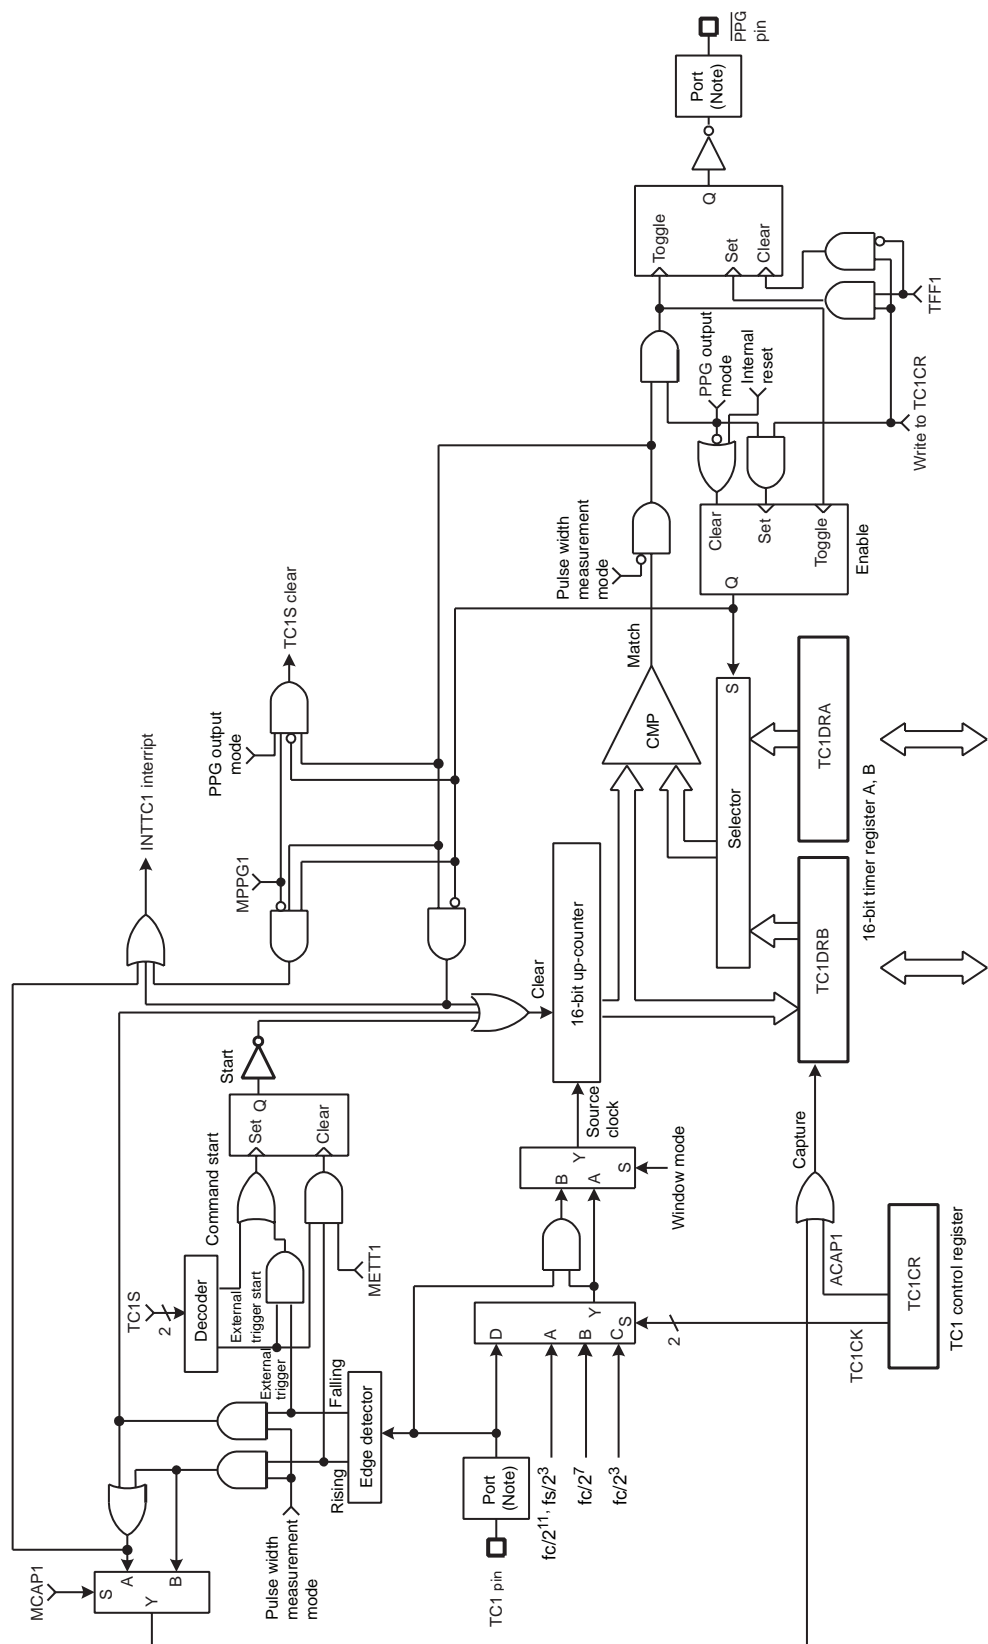 MCAP1
S
A
B
Y
Pulse width
measurement
mode
Rising
Falling
Edge detector
External
trigger
TC1S
2
Decoder
External
trigger start
Command start
METT1
Set
Clear
Q
Start
INTTC1 interript
MPPG1
PPG output
mode
TC1S clear
TC1 pin
Port
(Note)
fc/2^11, fs/2^3
fc/2^7
fc/2^3
D
A
B
C
S
Y
2
B
A
S
Y
Window mode
Source
clock
Clear
16-bit up-counter
CMP
Match
Pulse width
measurement
mode
TC1CK
TC1CR
TC1 control register
ACAP1
Capture
TC1DRB
TC1DRA
16-bit timer register A, B
Selector
S
Q
Clear
Set
Toggle
Enable
PPG output
mode
Internal
reset
Write to TC1CR
TFF1
Toggle
Set
Clear
Q
Port
(Note)
PPG
pin